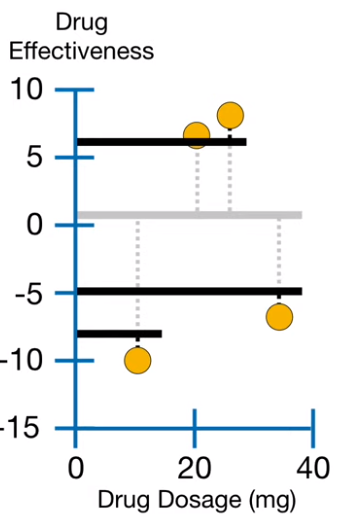 Drug
Effectiveness
10
5
0
-5
-10
-15
0 20 40
Drug Dosage (mg)